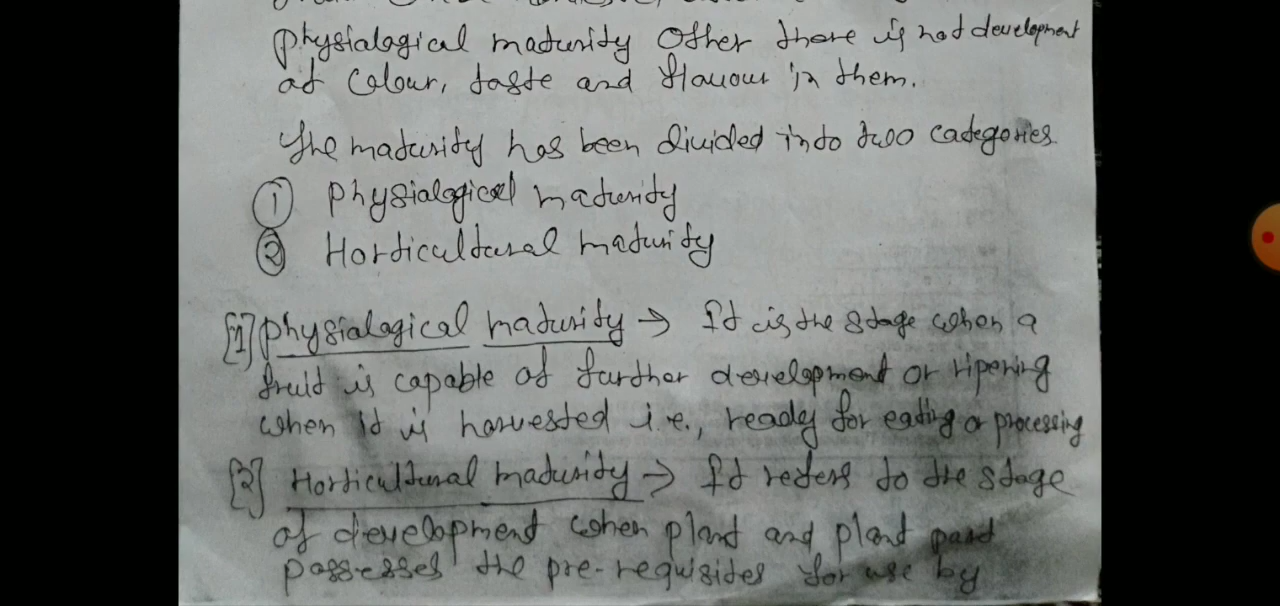 physialogical maturity other there is not development
of colour, taste and flavour in them.
The maturity has been divided into two categories.
① physialogical maturity
② Horticultural maturity
[1] physialogical maturity → It is the stage when a
fruit is capable of further development or ripening
when it is harvested i.e., ready for eating or processing
[2] Horticultural maturity → It refers to the stage
of development when plant and plant part
possesses the pre-requisites for use by